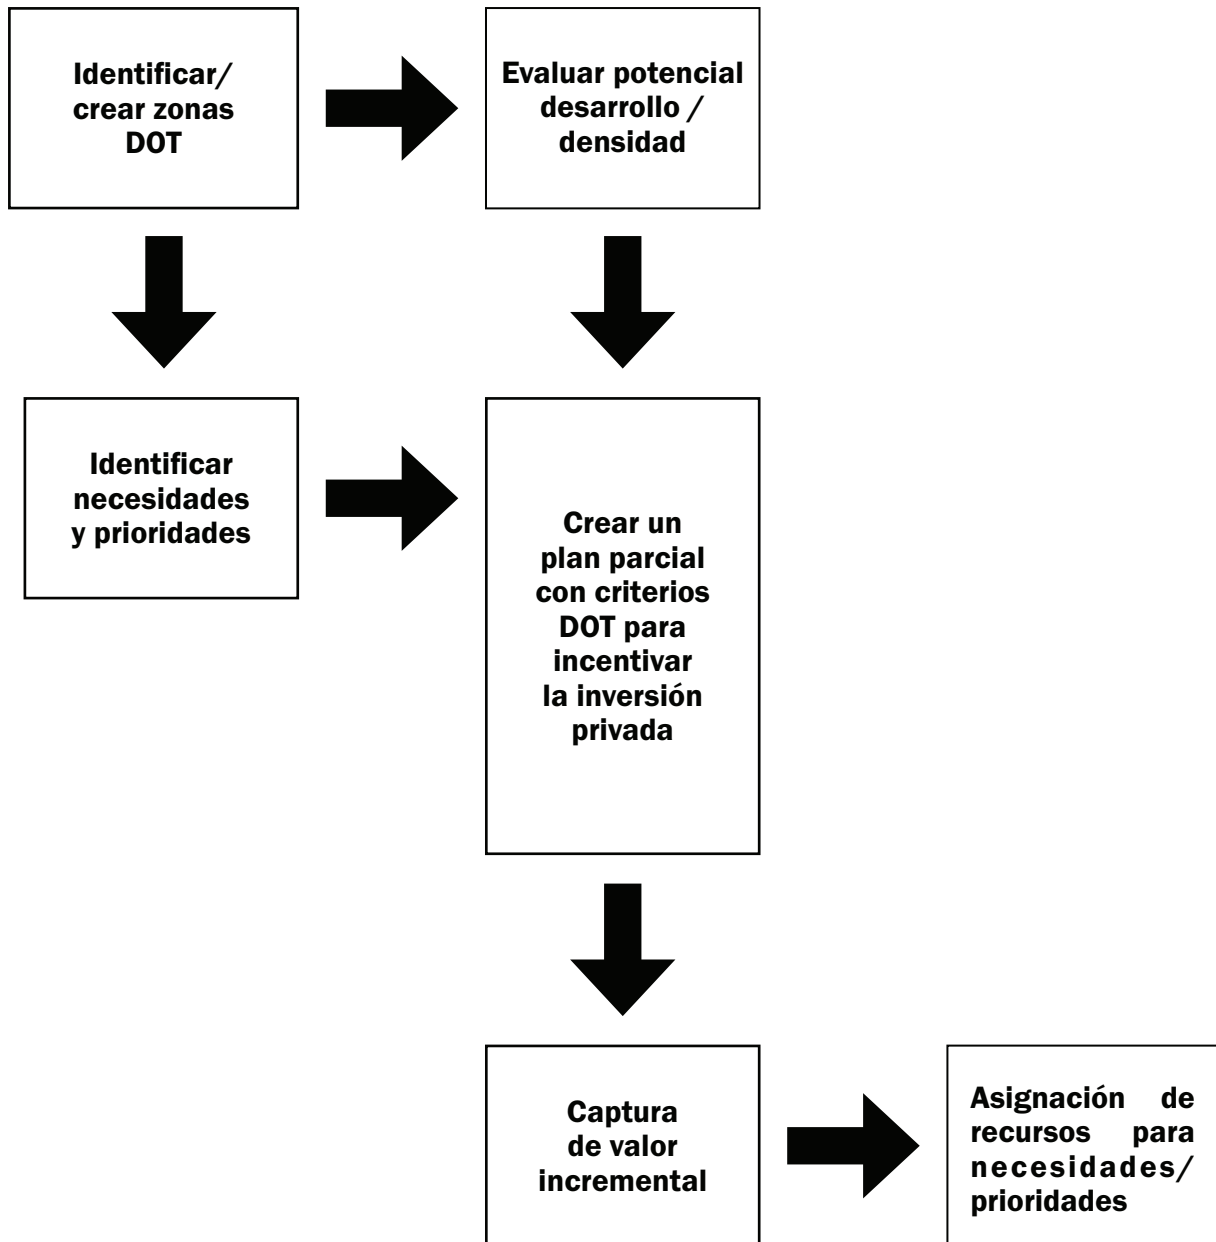 Identificar/
crear zonas
DOT
Evaluar potencial
desarrollo /
densidad
Identificar
necesidades
y prioridades
Crear un
plan parcial
con criterios
DOT para
incentivar
la inversión
privada
Captura
de valor
incremental
Asignación de
recursos para
necesidades/
prioridades